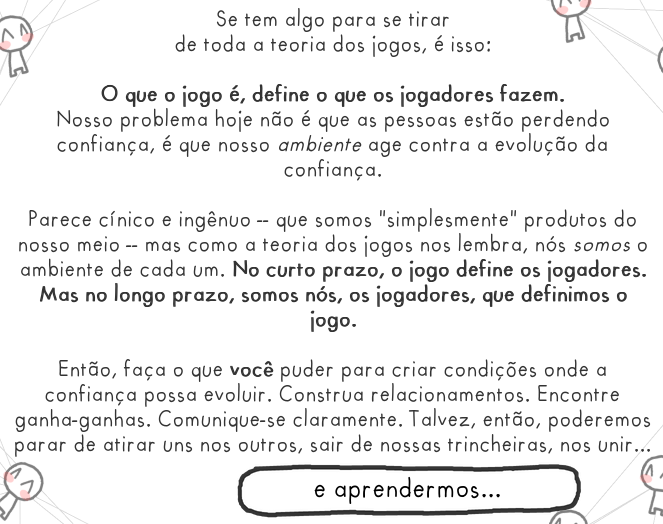 Se tem algo para se tirar
de toda a teoria dos jogos, é isso:
O que o jogo é, define o que os jogadores fazem.
Nosso problema hoje não é que as pessoas estão perdendo
confiança, é que nosso ambiente age contra a evolução da
confiança.
Parece cínico e ingênuo -- que somos "simplesmente" produtos do
nosso meio -- mas como a teoria dos jogos nos lembra, nós somos o
ambiente de cada um. No curto prazo, o jogo define os jogadores.
Mas no longo prazo, somos nós, os jogadores, que definimos o
jogo.
Então, faça o que você puder para criar condições onde a
confiança possa evoluir. Construa relacionamentos. Encontre
ganha-ganhas. Comunique-se claramente. Talvez, então, poderemos
parar de atirar uns nos outros, sair de nossas trincheiras, nos unir...
e aprendermos...